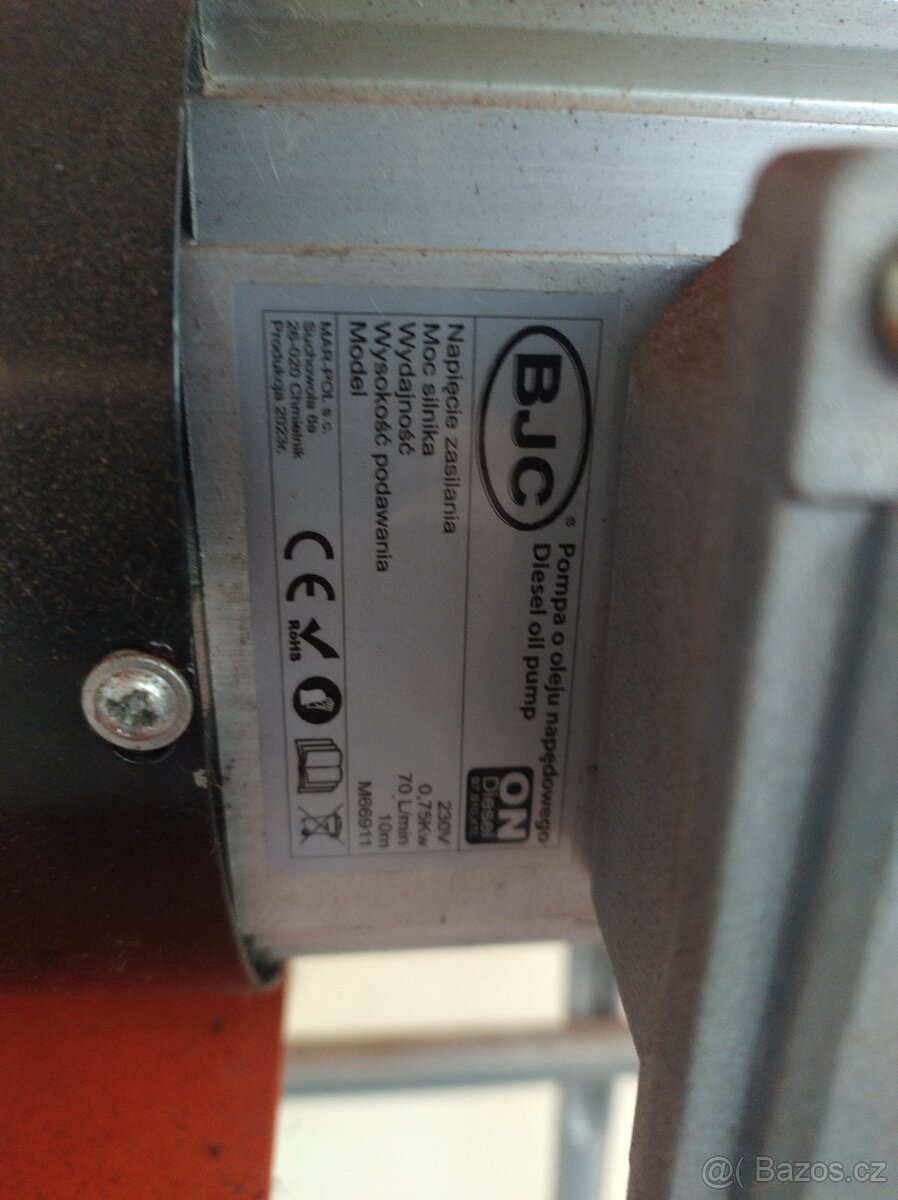 BJC®
Pompa o oleju napędowego
Diesel oil pump
ON
Diesel
Napięcie zasilania 230V
Moc silnika 0,75Kw
Wydajność 70 L/min
Wysokość podawania 10m
Model M66911
MAR-POL s.c.
Suchowola 6a
26-020 Chmielnik
Produkcja 2023r.
CE
RoHS
@( Bazos.cz